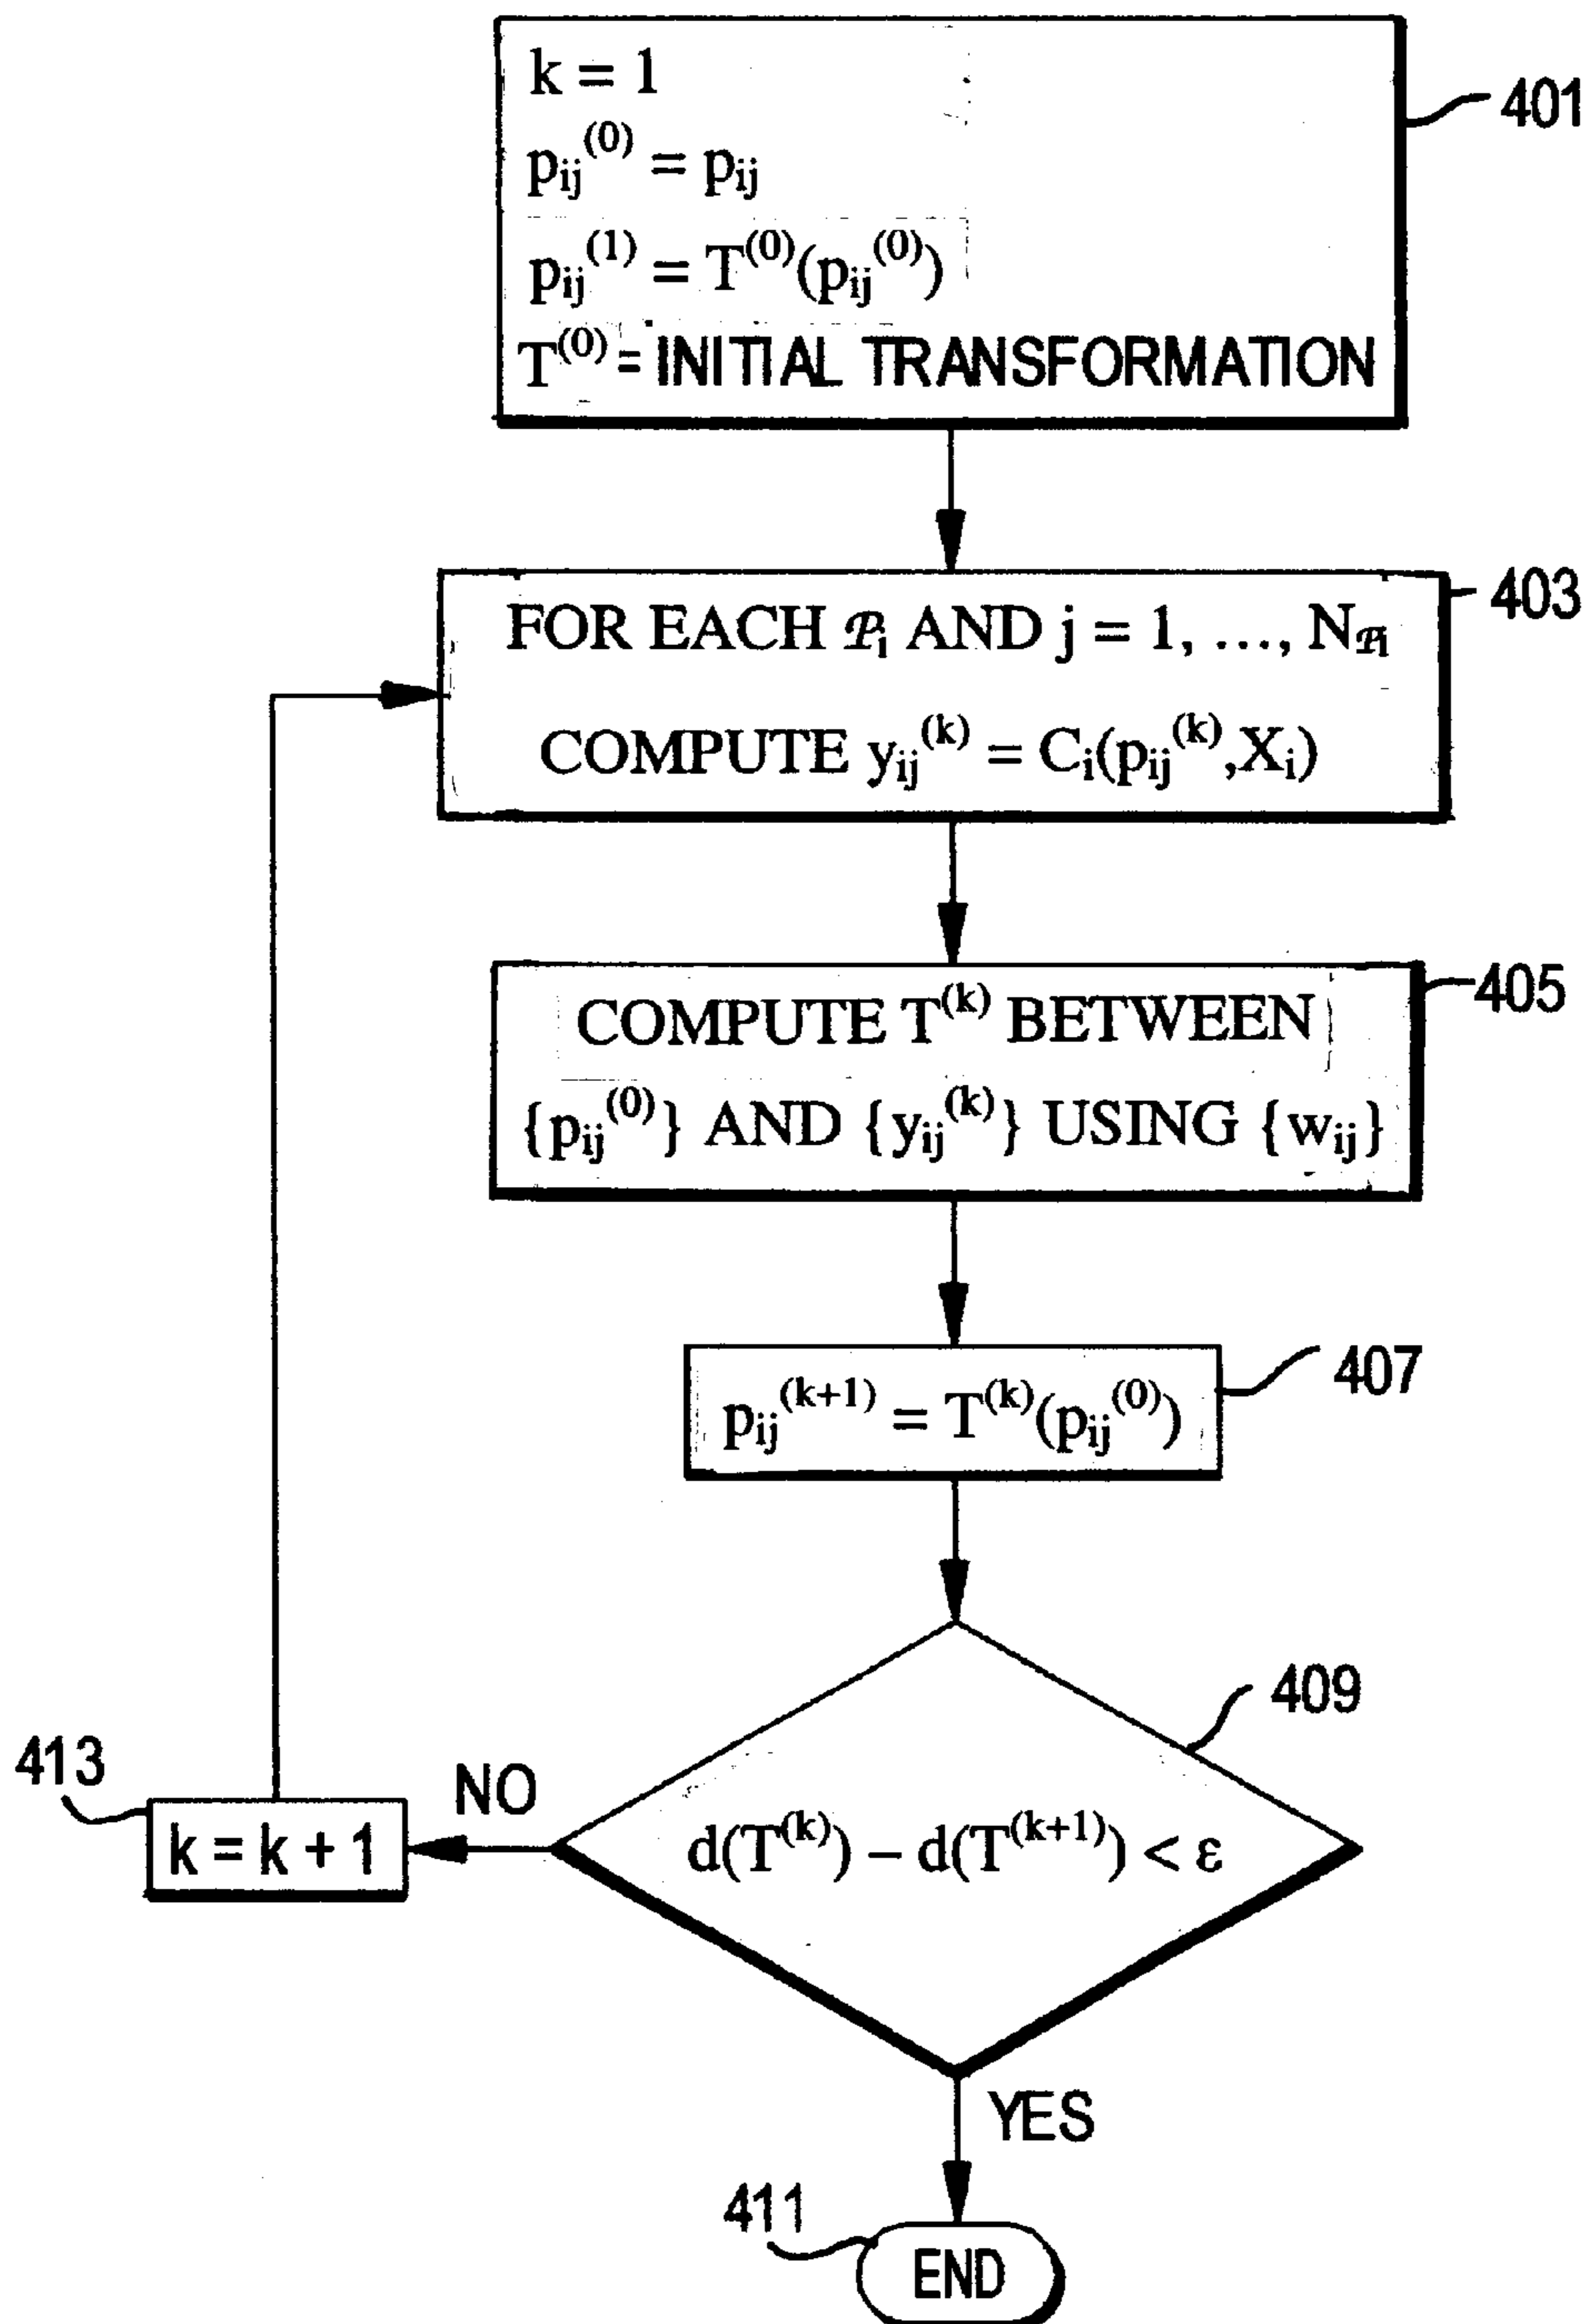 k = 1
p_ij^(0) = p_ij
p_ij^(1) = T^(0)(p_ij^(0))
T^(0) = INITIAL TRANSFORMATION
401
FOR EACH 𝒫_i AND j = 1, ..., N_𝒫i
COMPUTE y_ij^(k) = C_i(p_ij^(k),X_i)
403
COMPUTE T^(k) BETWEEN
{p_ij^(0)} AND {y_ij^(k)} USING {w_ij}
405
p_ij^(k+1) = T^(k)(p_ij^(0))
407
d(T^(k)) – d(T^(k+1)) < ε
409
NO
413
k = k + 1
YES
411
END